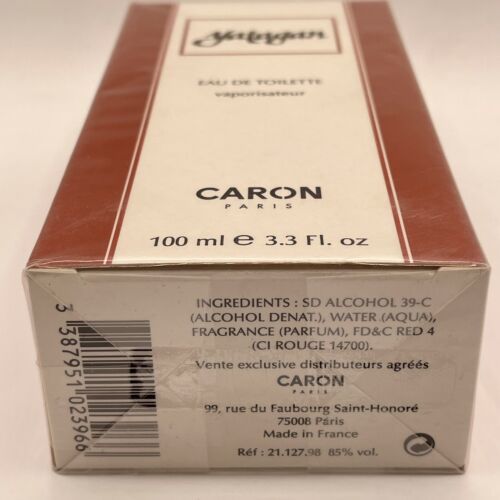 Yatagan
EAU DE TOILETTE
vaporisateur
CARON
PARIS
100 ml e 3.3 Fl. oz
INGREDIENTS : SD ALCOHOL 39-C
(ALCOHOL DENAT.), WATER (AQUA),
FRAGRANCE (PARFUM), FD&C RED 4
(CI ROUGE 14700).
Vente exclusive distributeurs agréés
CARON
PARIS
99, rue du Faubourg Saint-Honoré
75008 Paris
Made in France
Réf : 21.127.98 85% vol.
3 387951 023966